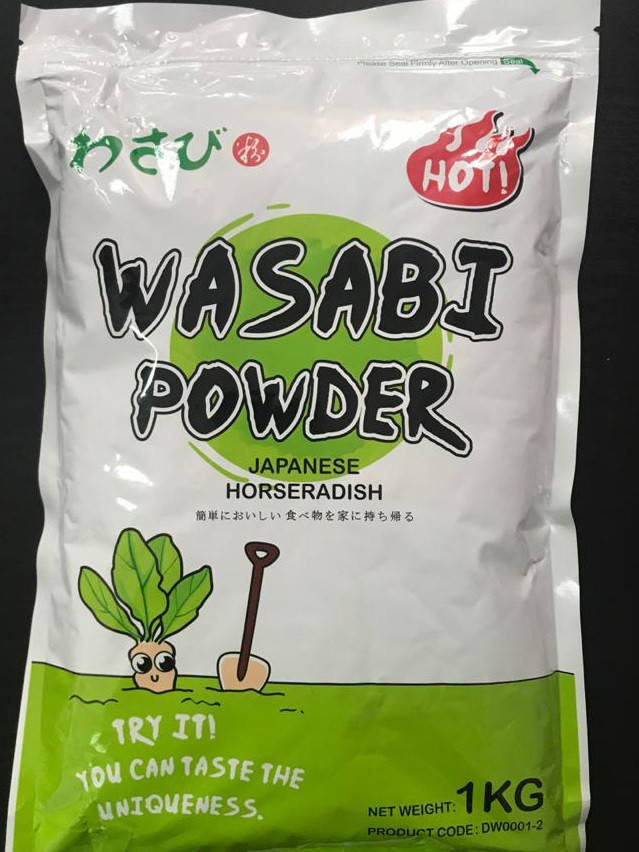 Please Seal Firmly After Opening Seal
わさび粉
HOT!
WASABI
POWDER
JAPANESE
HORSERADISH
簡単においしい食べ物を家に持ち帰る
TRY IT!
YOU CAN TASTE THE
UNIQUENESS.
NET WEIGHT: 1KG
PRODUCT CODE: DW0001-2